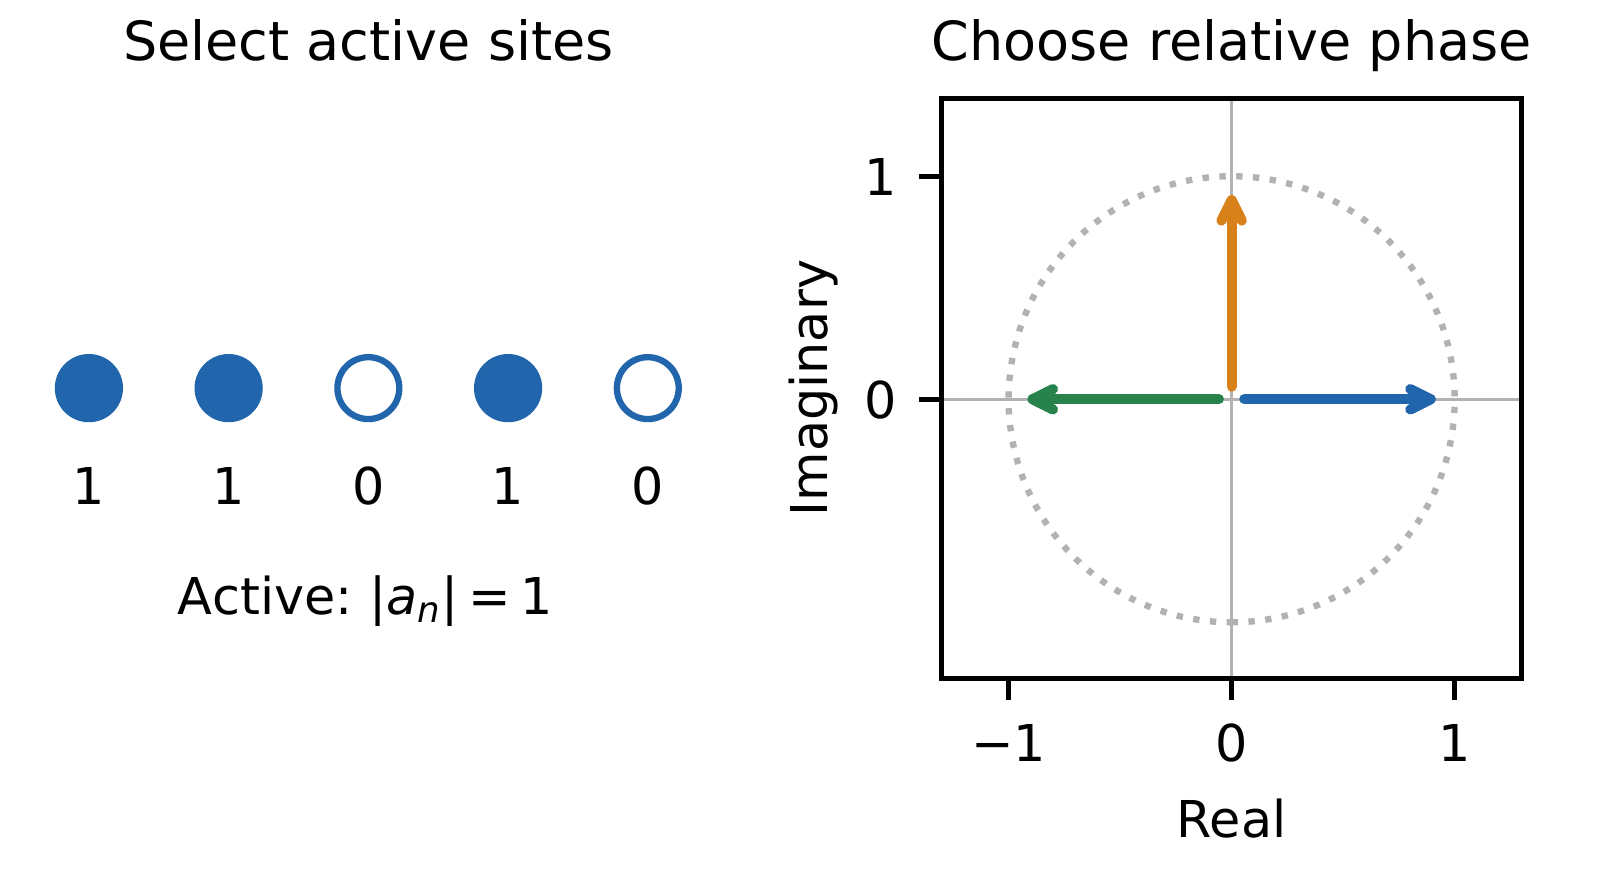 Select active sites
1 1 0 1 0
Active: |aₙ| = 1
Choose relative phase
Imaginary
1
0
−1 0 1
Real